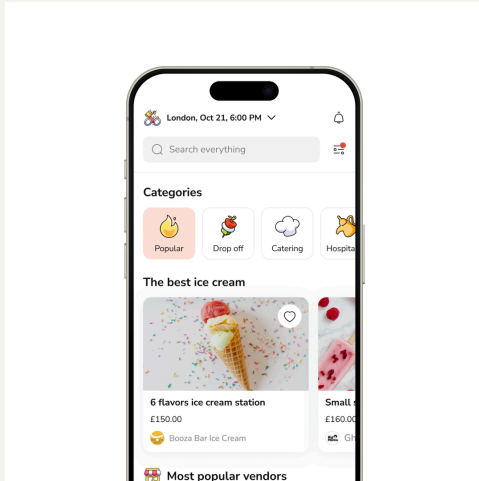 London, Oct 21, 6:00 PM
Search everything
Categories
Popular
Drop off
Catering
The best ice cream
6 flavors ice cream station
£150.00
Booza Bar Ice Cream
Small
£160.00
Most popular vendors